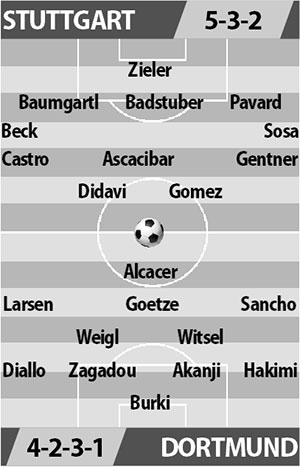 STUTTGART 5-3-2
Zieler
Baumgartl Badstuber Pavard
Beck Sosa
Castro Ascacibar Gentner
Didavi Gomez
Alcacer
Larsen Goetze Sancho
Weigl Witsel
Diallo Zagadou Akanji Hakimi
Burki
4-2-3-1 DORTMUND